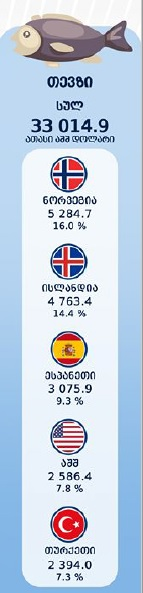 თევზი
სულ
33 014.9
ათასი აშშ დოლარი
ნორვეგია
5 284.7
16.0 %
ისლანდია
4 763.4
14.4 %
ესპანეთი
3 075.9
9.3 %
აშშ
2 586.4
7.8 %
თურქეთი
2 394.0
7.3 %